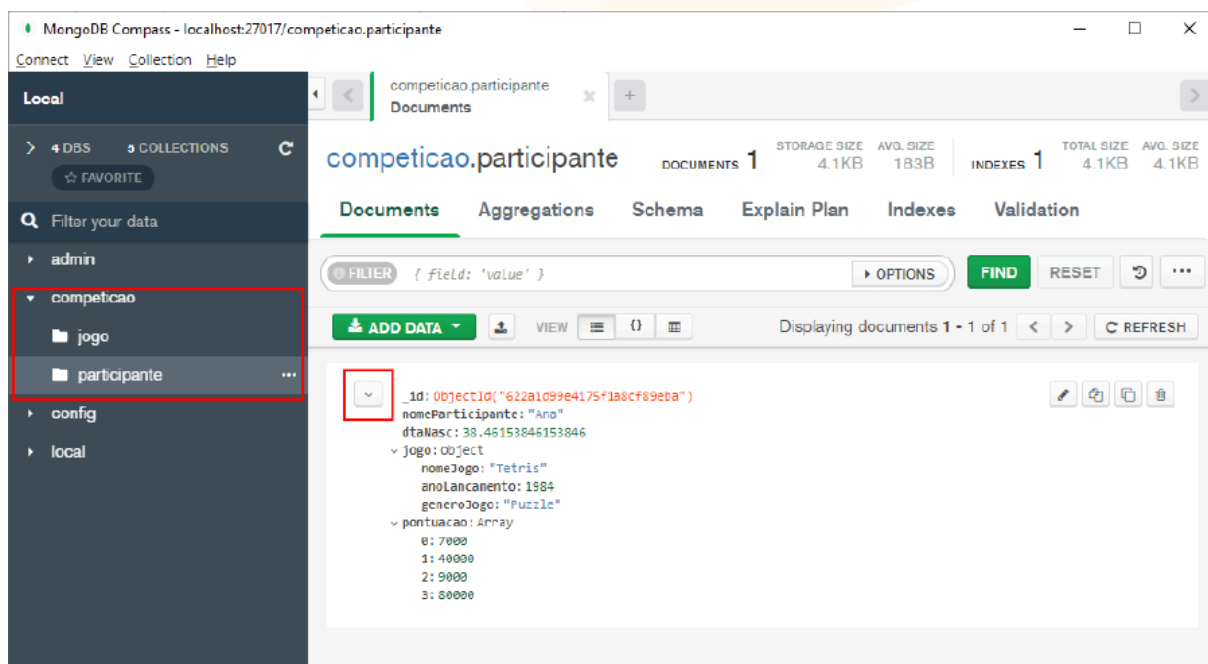 MongoDB Compass - localhost:27017/competicao.participante
Connect View Collection Help
Local
competicao.participante
Documents
4 DBS 5 COLLECTIONS
FAVORITE
competicao.participante
DOCUMENTS 1
STORAGE SIZE
4.1KB
AVG. SIZE
183B
INDEXES 1
TOTAL SIZE
4.1KB
AVG. SIZE
4.1KB
Filter your data
Documents Aggregations Schema Explain Plan Indexes Validation
admin
competicao
jogo
participante
config
local
FILTER { field: 'value' } OPTIONS FIND RESET
ADD DATA VIEW {} Displaying documents 1 - 1 of 1 REFRESH
_id: ObjectId("622a1d99e4175f1a8cf89eba")
nomeParticipante: "Ana"
dtaNasc: 38.46153846153846
jogo: Object
nomeJogo: "Tetris"
anoLancamento: 1984
generoJogo: "Puzzle"
pontuacao: Array
0: 7000
1: 40000
2: 9000
3: 80000